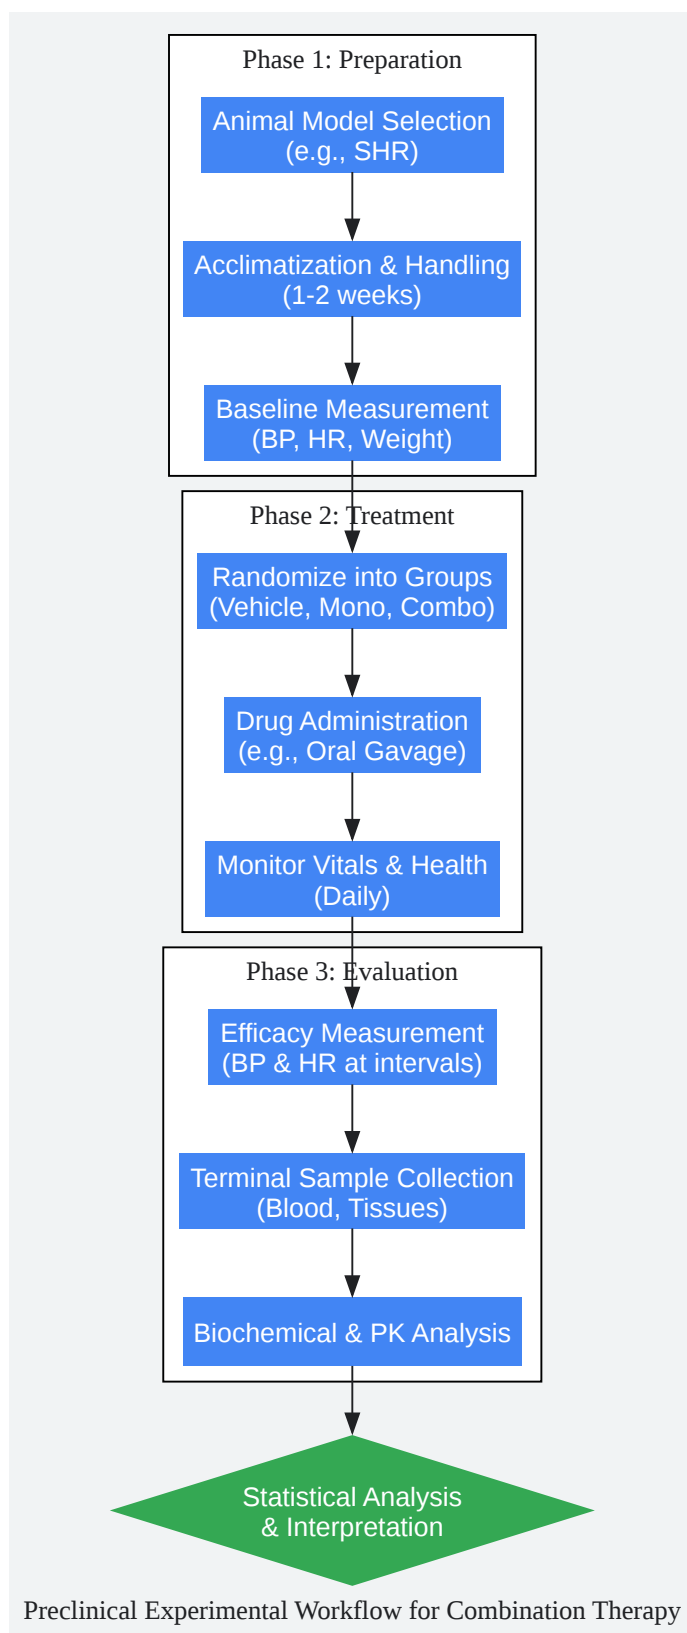 Phase 1: Preparation
Animal Model Selection
(e.g., SHR)
Acclimatization & Handling
(1-2 weeks)
Baseline Measurement
(BP, HR, Weight)
Phase 2: Treatment
Randomize into Groups
(Vehicle, Mono, Combo)
Drug Administration
(e.g., Oral Gavage)
Monitor Vitals & Health
(Daily)
Phase 3: Evaluation
Efficacy Measurement
(BP & HR at intervals)
Terminal Sample Collection
(Blood, Tissues)
Biochemical & PK Analysis
Statistical Analysis
& Interpretation
Preclinical Experimental Workflow for Combination Therapy